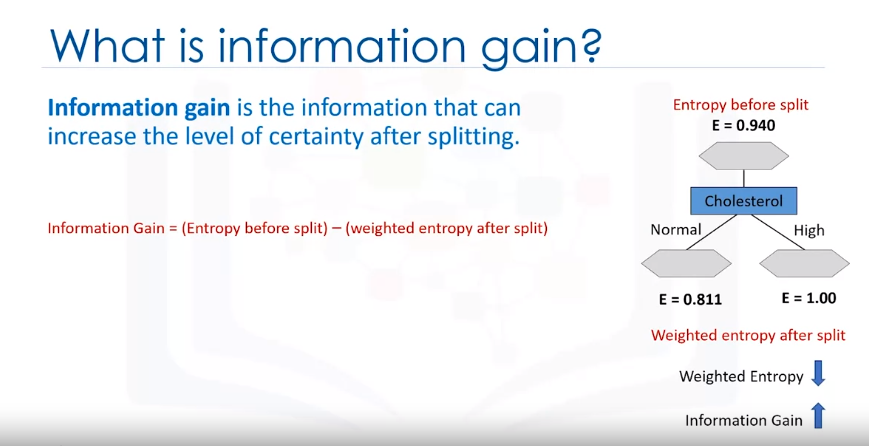 What is information gain?
Information gain is the information that can
increase the level of certainty after splitting.
Information Gain = (Entropy before split) – (weighted entropy after split)
Entropy before split
E = 0.940
Cholesterol
Normal High
E = 0.811 E = 1.00
Weighted entropy after split
Weighted Entropy
Information Gain